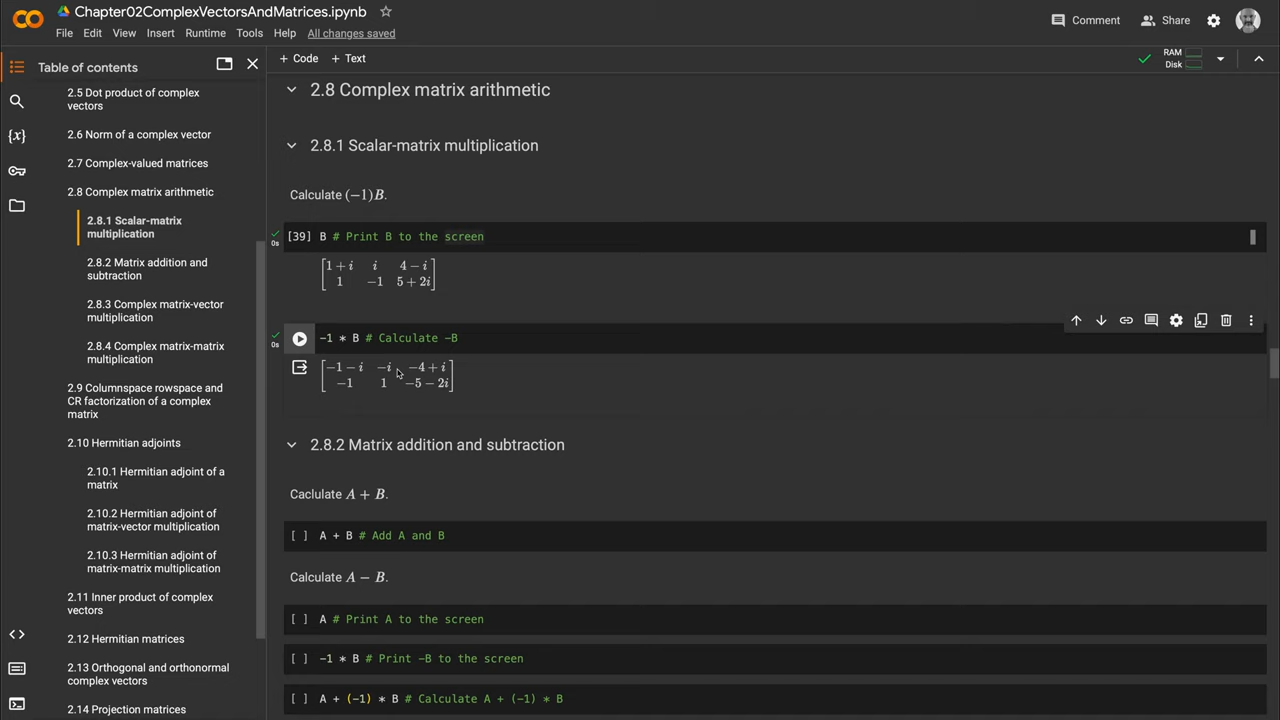 Chapter02ComplexVectorsAndMatrices.ipynb
File Edit View Insert Runtime Tools Help All changes saved
Comment Share
Table of contents
+ Code + Text
RAM
Disk
2.5 Dot product of complex
vectors
2.6 Norm of a complex vector
2.7 Complex-valued matrices
2.8 Complex matrix arithmetic
2.8.1 Scalar-matrix
multiplication
2.8.2 Matrix addition and
subtraction
2.8.3 Complex matrix-vector
multiplication
2.8.4 Complex matrix-matrix
multiplication
2.9 Columnspace rowspace and
CR factorization of a complex
matrix
2.10 Hermitian adjoints
2.10.1 Hermitian adjoint of a
matrix
2.10.2 Hermitian adjoint of
matrix-vector multiplication
2.10.3 Hermitian adjoint of
matrix-matrix multiplication
2.11 Inner product of complex
vectors
2.12 Hermitian matrices
2.13 Orthogonal and orthonormal
complex vectors
2.14 Projection matrices
2.8 Complex matrix arithmetic
2.8.1 Scalar-matrix multiplication
Calculate (−1)B.
[39] B # Print B to the screen
0s
1 + i i 4 − i
1 −1 5 + 2i
-1 * B # Calculate -B
0s
−1 − i −i −4 + i
−1 1 −5 − 2i
2.8.2 Matrix addition and subtraction
Caclulate A + B.
[ ] A + B # Add A and B
Calculate A − B.
[ ] A # Print A to the screen
[ ] -1 * B # Print -B to the screen
[ ] A + (-1) * B # Calculate A + (-1) * B